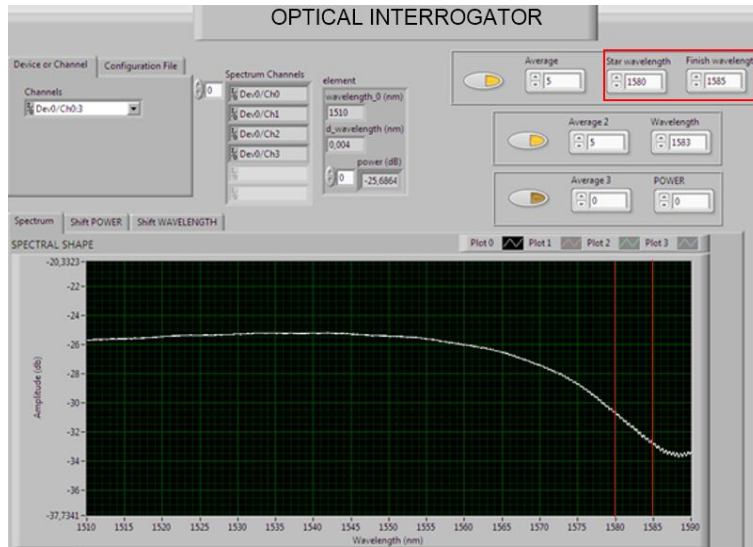 OPTICAL INTERROGATOR
Device or Channel
Configuration File
Channels
Dev0/Ch0:3
0
Spectrum Channels
Dev0/Ch0
Dev0/Ch1
Dev0/Ch2
Dev0/Ch3
element
wavelength_0 (nm)
1510
d_wavelength (nm)
0,004
power (dB)
0
-25,6864
Average
5
Star wavelength
1580
Finish wavelengt
1585
Average 2
5
Wavelength
1583
Average 3
0
POWER
0
Spectrum
Shift POWER
Shift WAVELENGTH
SPECTRAL SHAPE
Plot 0
Plot 1
Plot 2
Plot 3
Amplitude (db)
-20,3323
-22
-24
-26
-28
-30
-32
-34
-36
-37,7341
1510 1515 1520 1525 1530 1535 1540 1545 1550 1555 1560 1565 1570 1575 1580 1585 1590
Wavelength (nm)